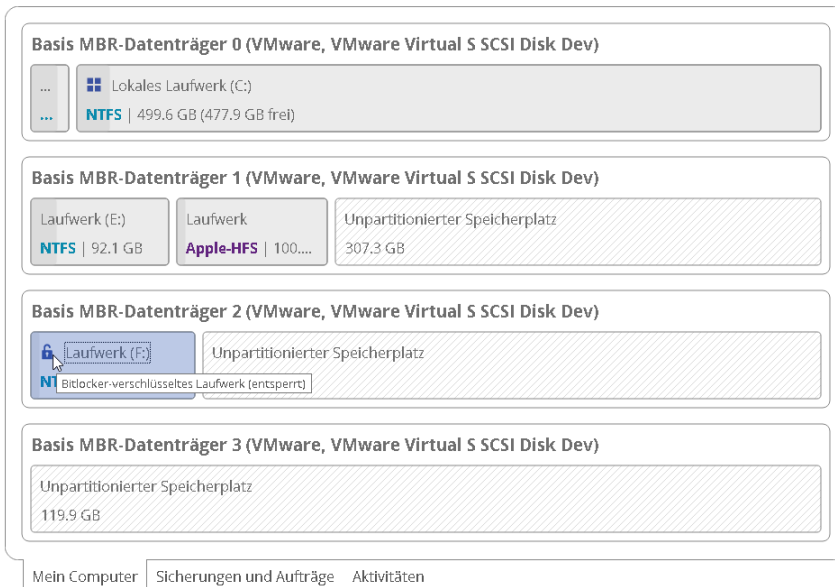 Basis MBR-Datenträger 0 (VMware, VMware Virtual S SCSI Disk Dev)
... Lokales Laufwerk (C:)
... NTFS | 499.6 GB (477.9 GB frei)
Basis MBR-Datenträger 1 (VMware, VMware Virtual S SCSI Disk Dev)
Laufwerk (E:) Laufwerk Unpartitionierter Speicherplatz
NTFS | 92.1 GB Apple-HFS | 100.... 307.3 GB
Basis MBR-Datenträger 2 (VMware, VMware Virtual S SCSI Disk Dev)
Laufwerk (F:) Unpartitionierter Speicherplatz
Bitlocker-verschlüsseltes Laufwerk (entsperrt)
Basis MBR-Datenträger 3 (VMware, VMware Virtual S SCSI Disk Dev)
Unpartitionierter Speicherplatz
119.9 GB
Mein Computer Sicherungen und Aufträge Aktivitäten